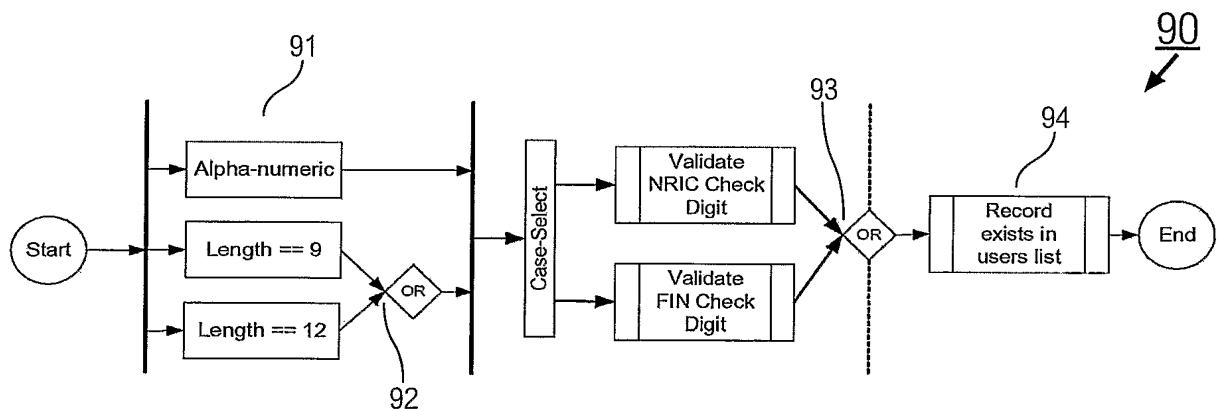 90
91
93
94
Alpha-numeric
Start
Length == 9
OR
Length == 12
92
Case-Select
Validate
NRIC Check
Digit
Validate
FIN Check
Digit
OR
Record
exists in
users list
End